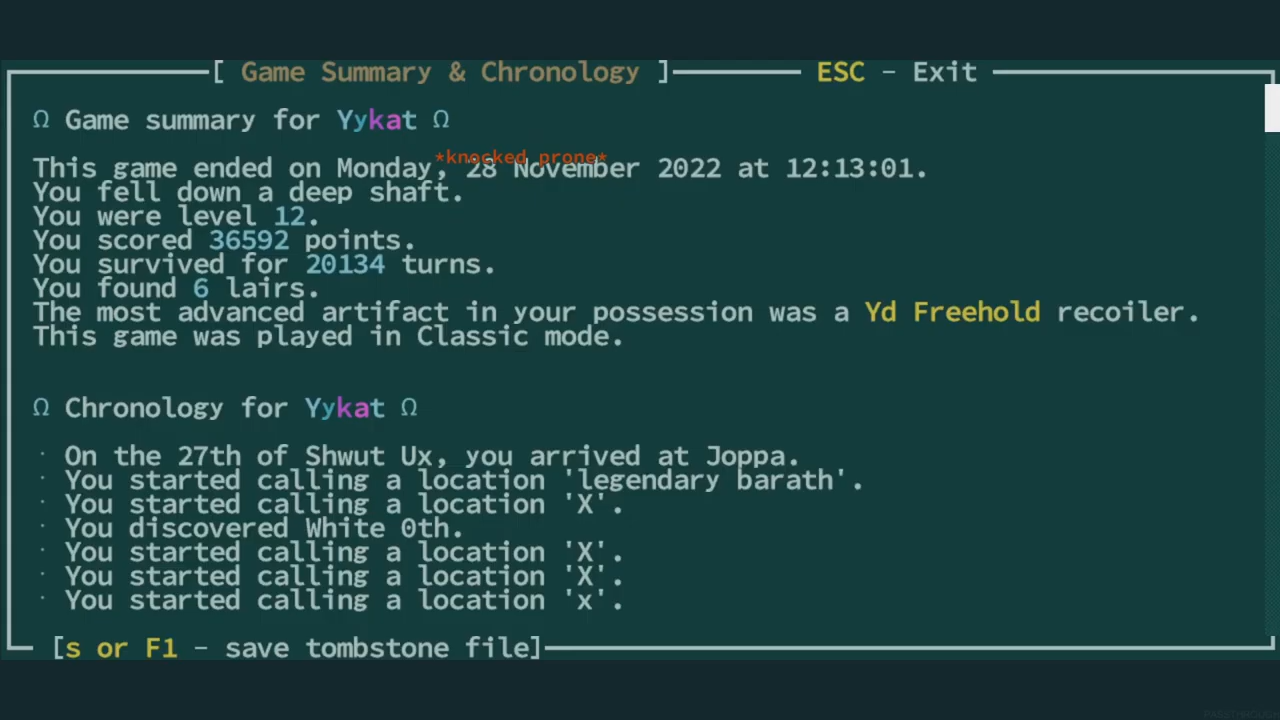 [ Game Summary & Chronology ] ESC - Exit
Ω Game summary for Yykat Ω
*knocked prone*
This game ended on Monday, 28 November 2022 at 12:13:01.
You fell down a deep shaft.
You were level 12.
You scored 36592 points.
You survived for 20134 turns.
You found 6 lairs.
The most advanced artifact in your possession was a Yd Freehold recoiler.
This game was played in Classic mode.
Ω Chronology for Yykat Ω
· On the 27th of Shwut Ux, you arrived at Joppa.
· You started calling a location 'legendary barath'.
· You started calling a location 'X'.
· You discovered White 0th.
· You started calling a location 'X'.
· You started calling a location 'X'.
· You started calling a location 'x'.
[s or F1 - save tombstone file]